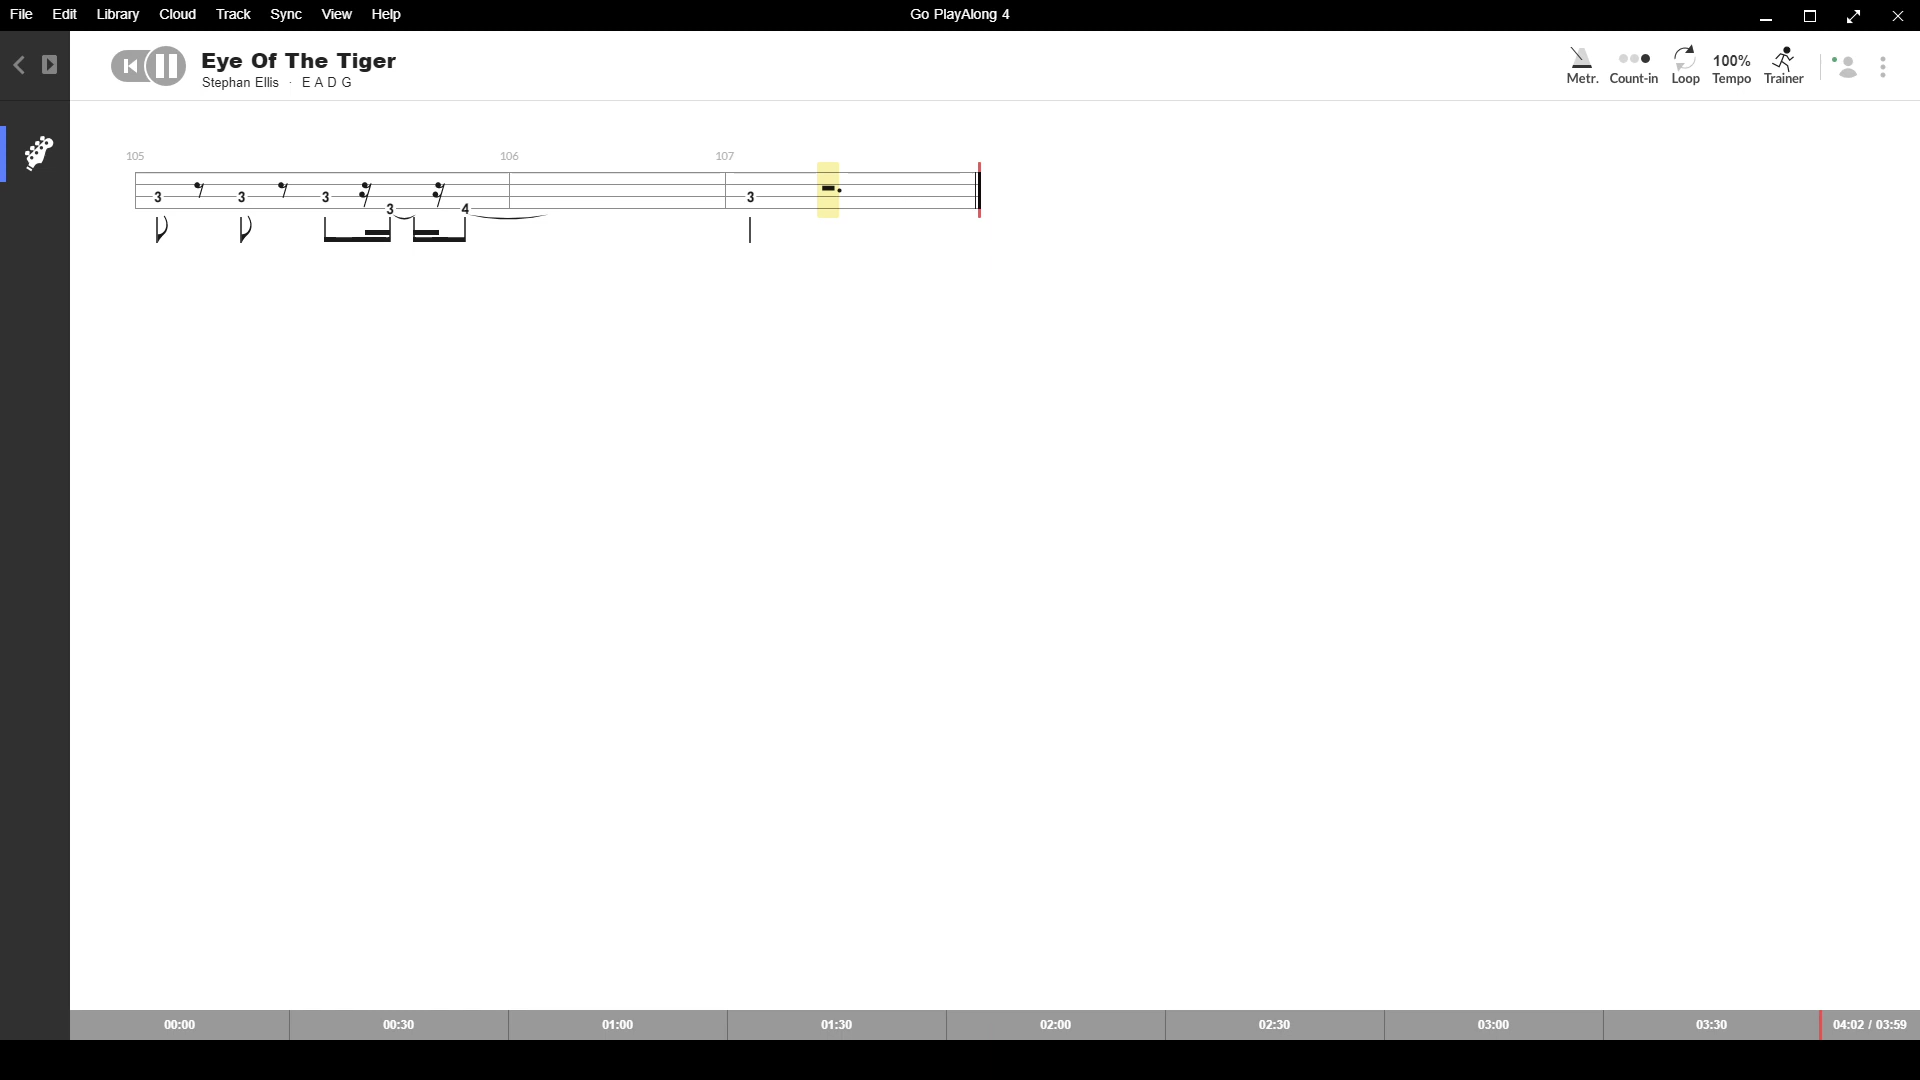 File Edit Library Cloud Track Sync View Help
Go PlayAlong 4
Eye Of The Tiger
Stephan Ellis · E A D G
Metr. Count-in Loop 100% Tempo Trainer
105 106 107
3 3 3 3 4 3
00:00 00:30 01:00 01:30 02:00 02:30 03:00 03:30 04:02 / 03:59